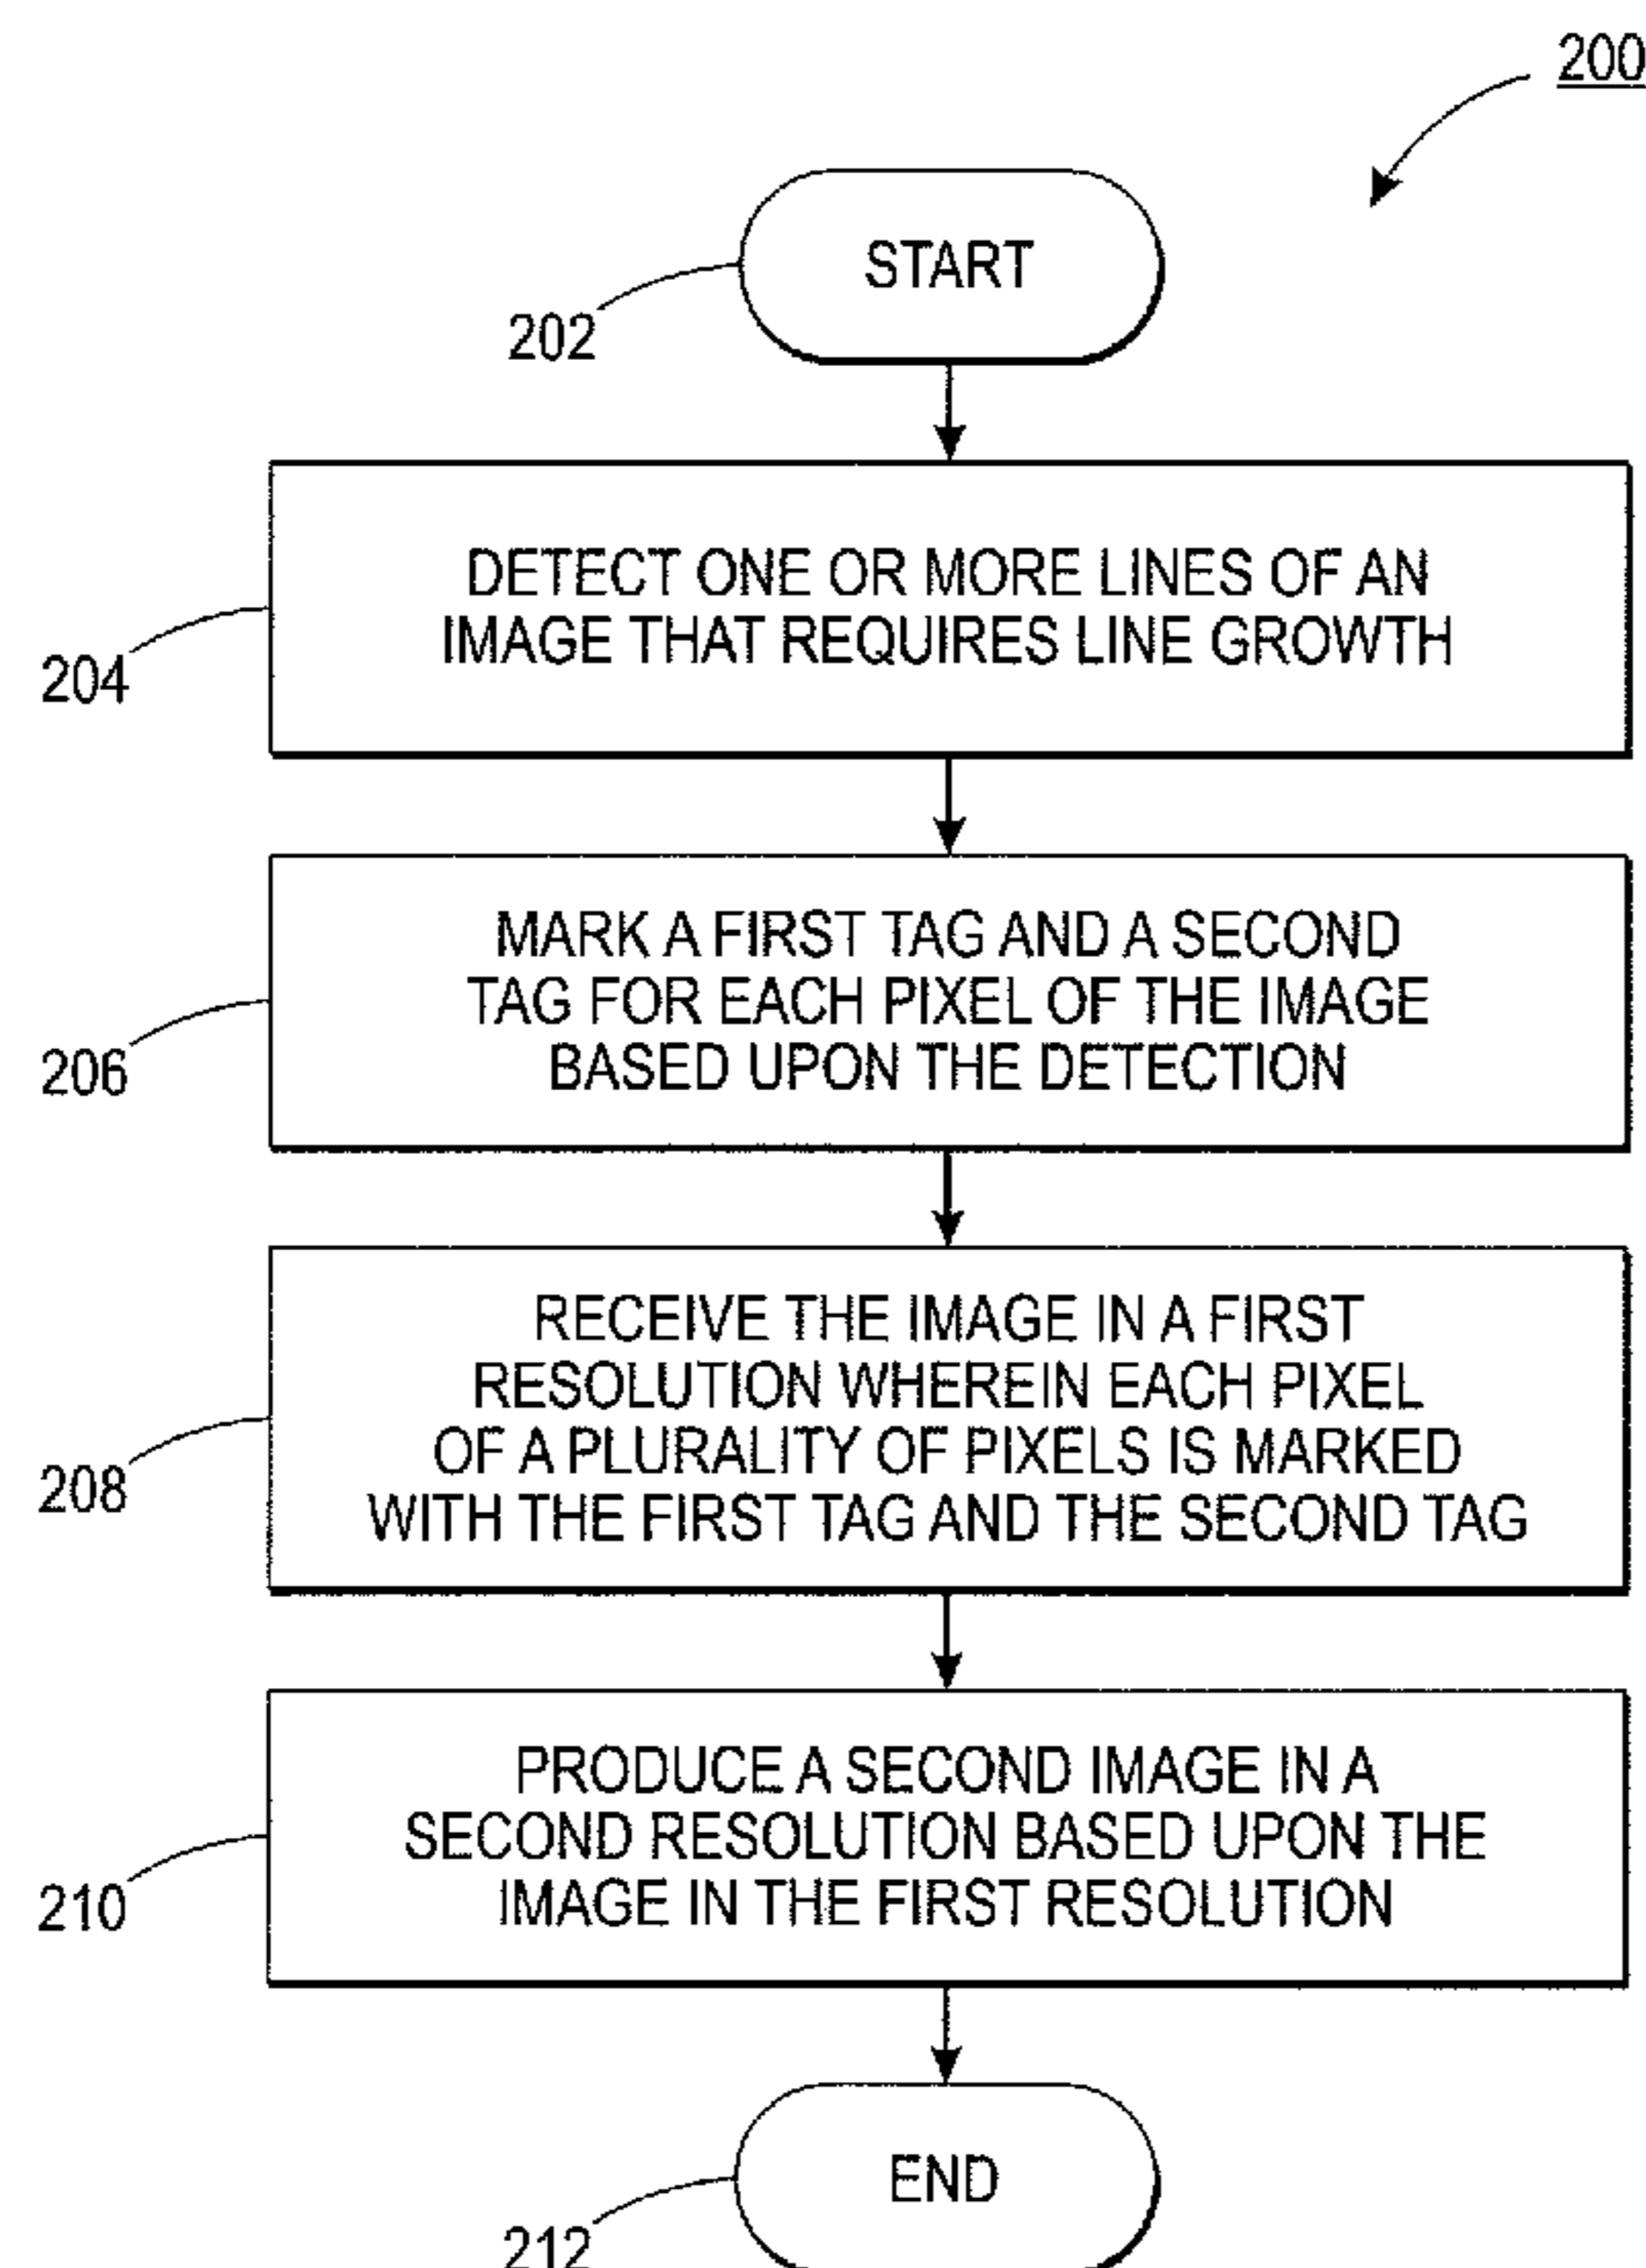 200
START
202
DETECT ONE OR MORE LINES OF AN
IMAGE THAT REQUIRES LINE GROWTH
204
MARK A FIRST TAG AND A SECOND
TAG FOR EACH PIXEL OF THE IMAGE
BASED UPON THE DETECTION
206
RECEIVE THE IMAGE IN A FIRST
RESOLUTION WHEREIN EACH PIXEL
OF A PLURALITY OF PIXELS IS MARKED
WITH THE FIRST TAG AND THE SECOND TAG
208
PRODUCE A SECOND IMAGE IN A
SECOND RESOLUTION BASED UPON THE
IMAGE IN THE FIRST RESOLUTION
210
END
212